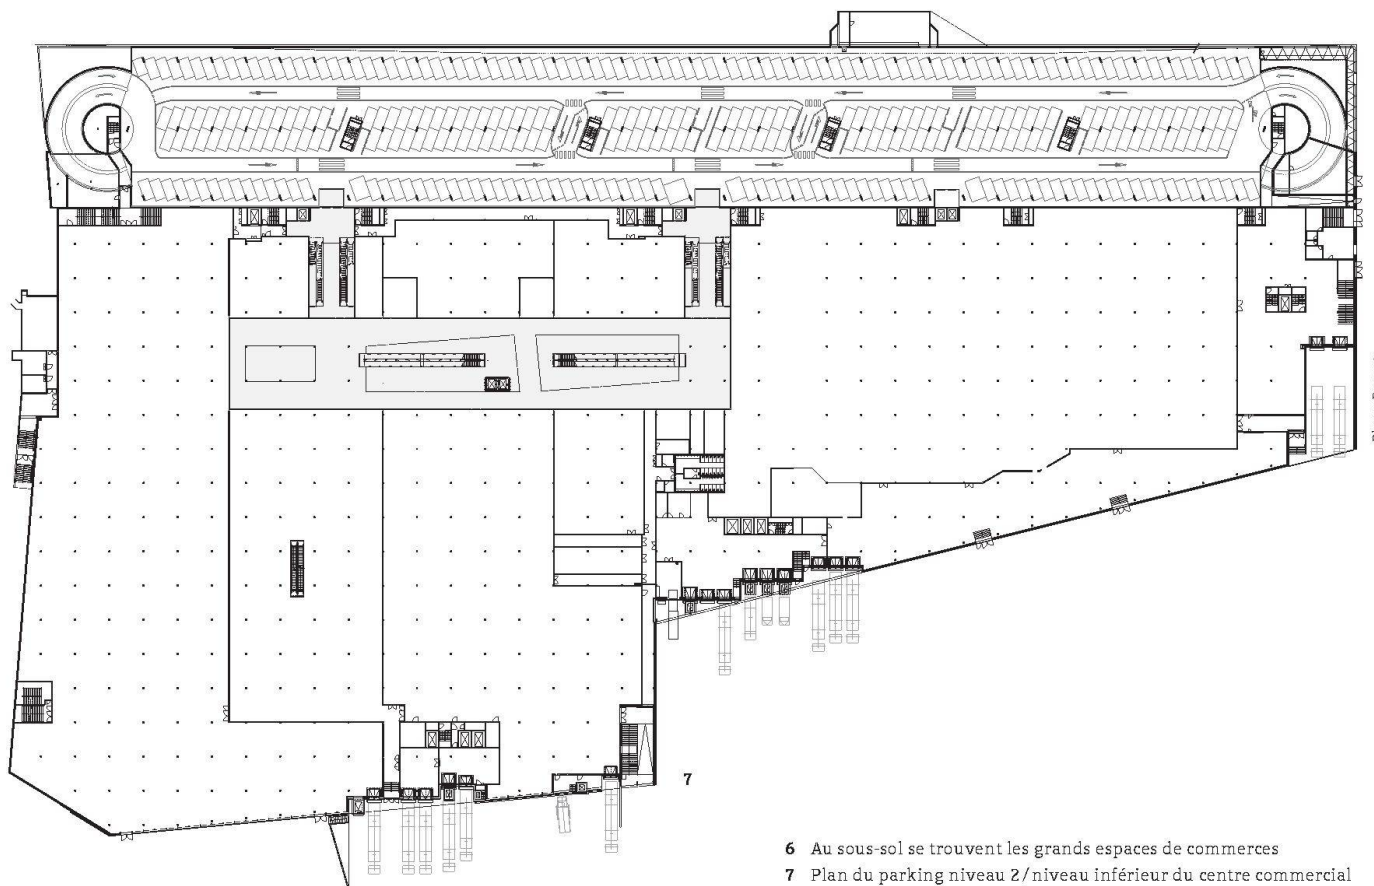 7
6 Au sous-sol se trouvent les grands espaces de commerces
7 Plan du parking niveau 2/niveau inférieur du centre commercial